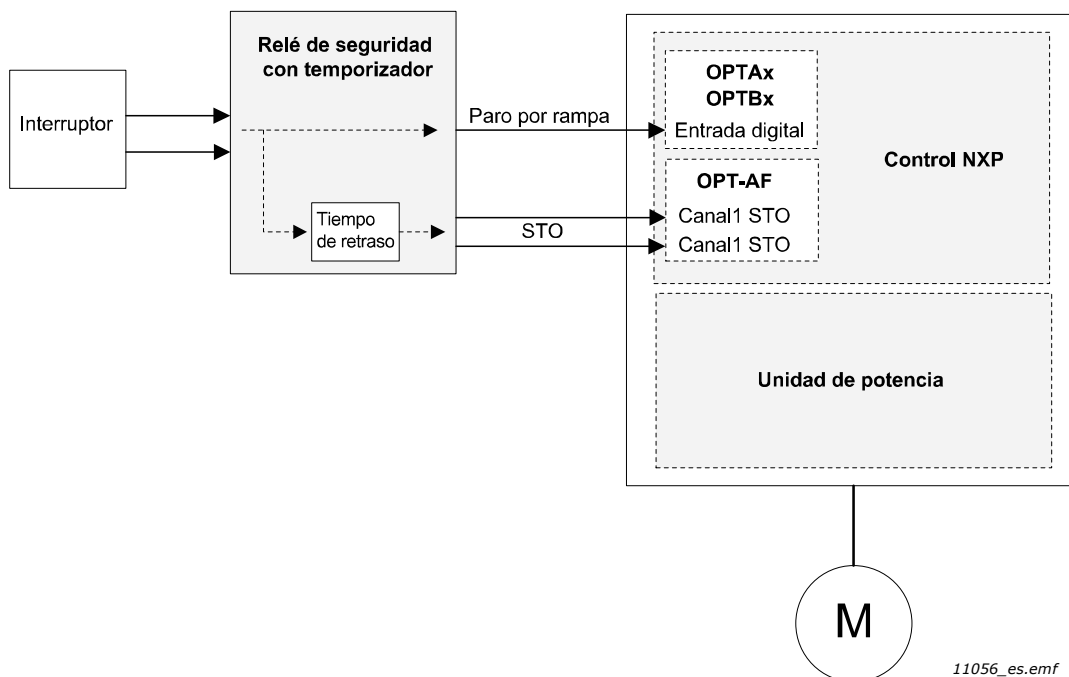 Interruptor
Relé de seguridad
con temporizador
Tiempo
de retraso
Paro por rampa
STO
OPTAx
OPTBx
Entrada digital
OPT-AF
Canal1 STO
Canal1 STO
Control NXP
Unidad de potencia
M
11056_es.emf